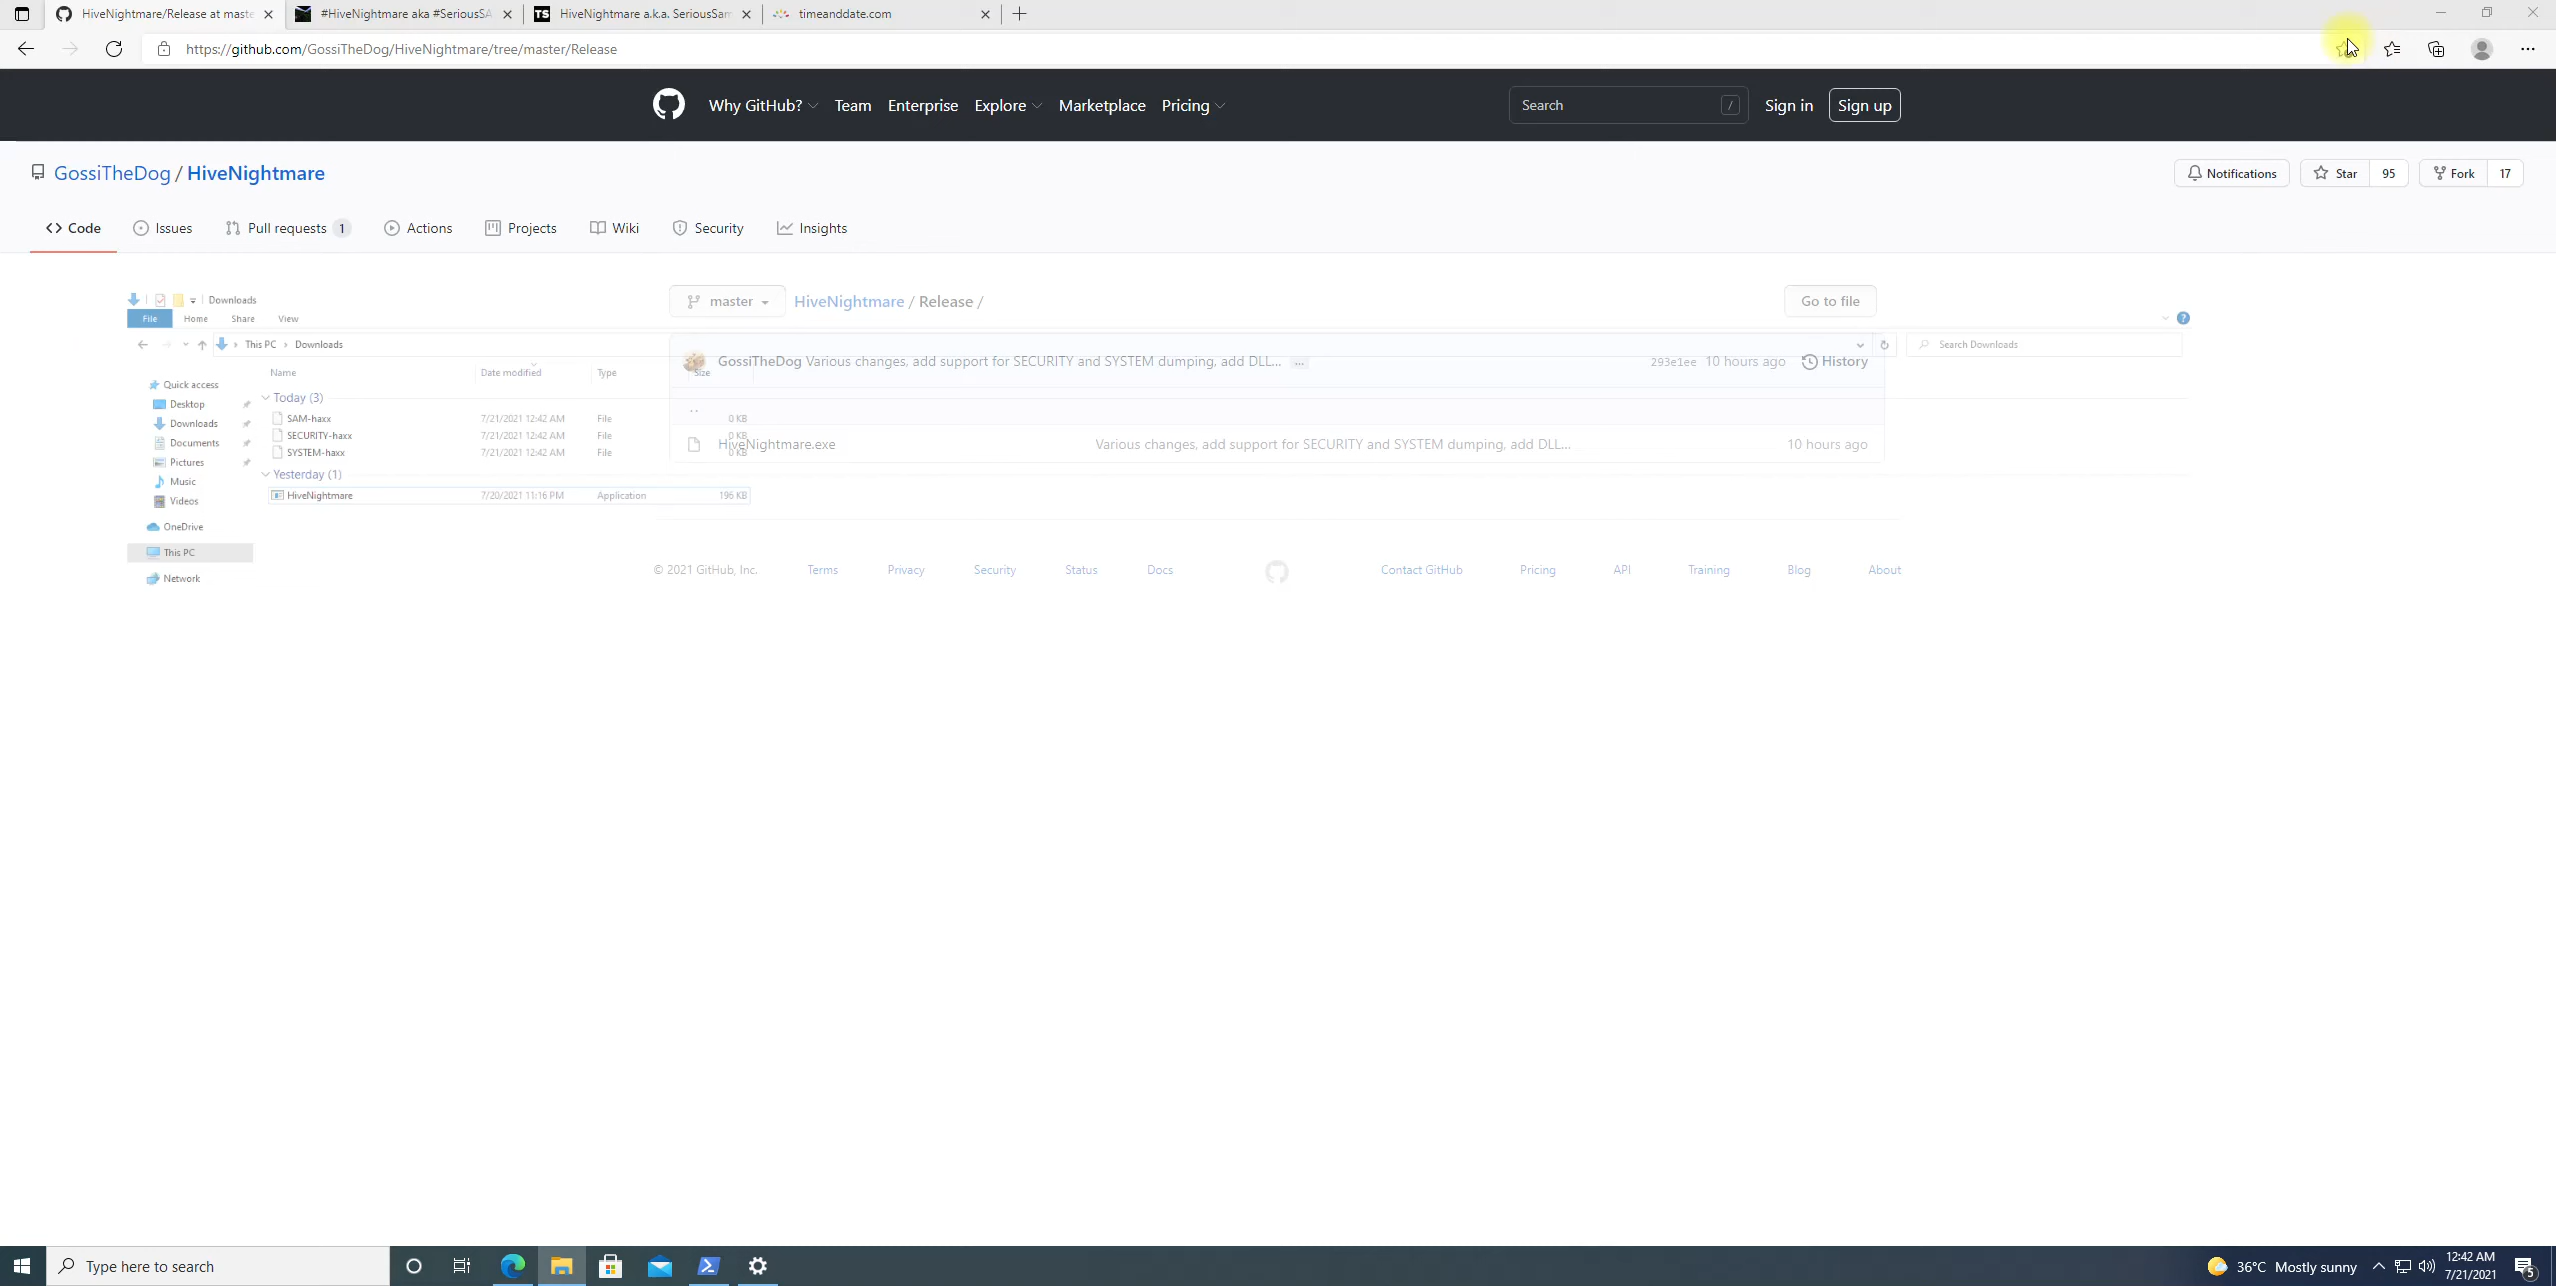 HiveNightmare/Release at maste
#HiveNightmare aka #SeriousSA
TS HiveNightmare a.k.a. SeriousSam
timeanddate.com
https://github.com/GossiTheDog/HiveNightmare/tree/master/Release
Why GitHub? Team Enterprise Explore Marketplace Pricing Search / Sign in Sign up
GossiTheDog / HiveNightmare
Notifications Star 95 Fork 17
Code Issues Pull requests 1 Actions Projects Wiki Security Insights
Downloads
File Home Share View
This PC > Downloads
Search Downloads
master HiveNightmare / Release / Go to file
GossiTheDog Various changes, add support for SECURITY and SYSTEM dumping, add DLL... ... 293e1ee 10 hours ago History
..
HiveNightmare.exe Various changes, add support for SECURITY and SYSTEM dumping, add DLL... 10 hours ago
Name Date modified Type Size
Today (3)
SAM-haxx 7/21/2021 12:42 AM File 0 KB
SECURITY-haxx 7/21/2021 12:42 AM File 0 KB
SYSTEM-haxx 7/21/2021 12:42 AM File 0 KB
Yesterday (1)
HiveNightmare 7/20/2021 11:16 PM Application 196 KB
Quick access
Desktop
Downloads
Documents
Pictures
Music
Videos
OneDrive
This PC
Network
© 2021 GitHub, Inc. Terms Privacy Security Status Docs Contact GitHub Pricing API Training Blog About
Type here to search
36°C Mostly sunny
12:42 AM
7/21/2021
5